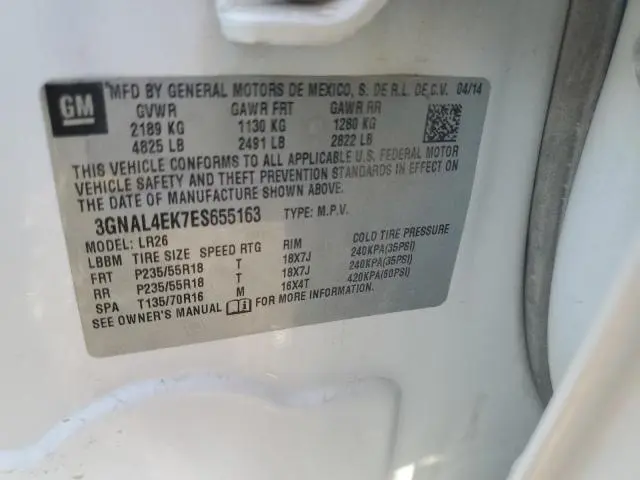 GM
MFD BY GENERAL MOTORS DE MEXICO, S. DE R.L. DE C.V. 04/14
GVWR GAWR FRT GAWR RR
2189 KG 1130 KG 1280 KG
4825 LB 2491 LB 2822 LB
THIS VEHICLE CONFORMS TO ALL APPLICABLE U.S. FEDERAL MOTOR
VEHICLE SAFETY AND THEFT PREVENTION STANDARDS IN EFFECT ON
THE DATE OF MANUFACTURE SHOWN ABOVE.
3GNAL4EK7ES655163 TYPE: M.P.V.
MODEL: LR26
LBBM TIRE SIZE SPEED RTG RIM COLD TIRE PRESSURE
FRT P235/55R18 T 18X7J 240KPA(35PSI)
RR P235/55R18 T 18X7J 240KPA(35PSI)
SPA T135/70R16 M 16X4T 420KPA(60PSI)
SEE OWNER'S MANUAL FOR MORE INFORMATION